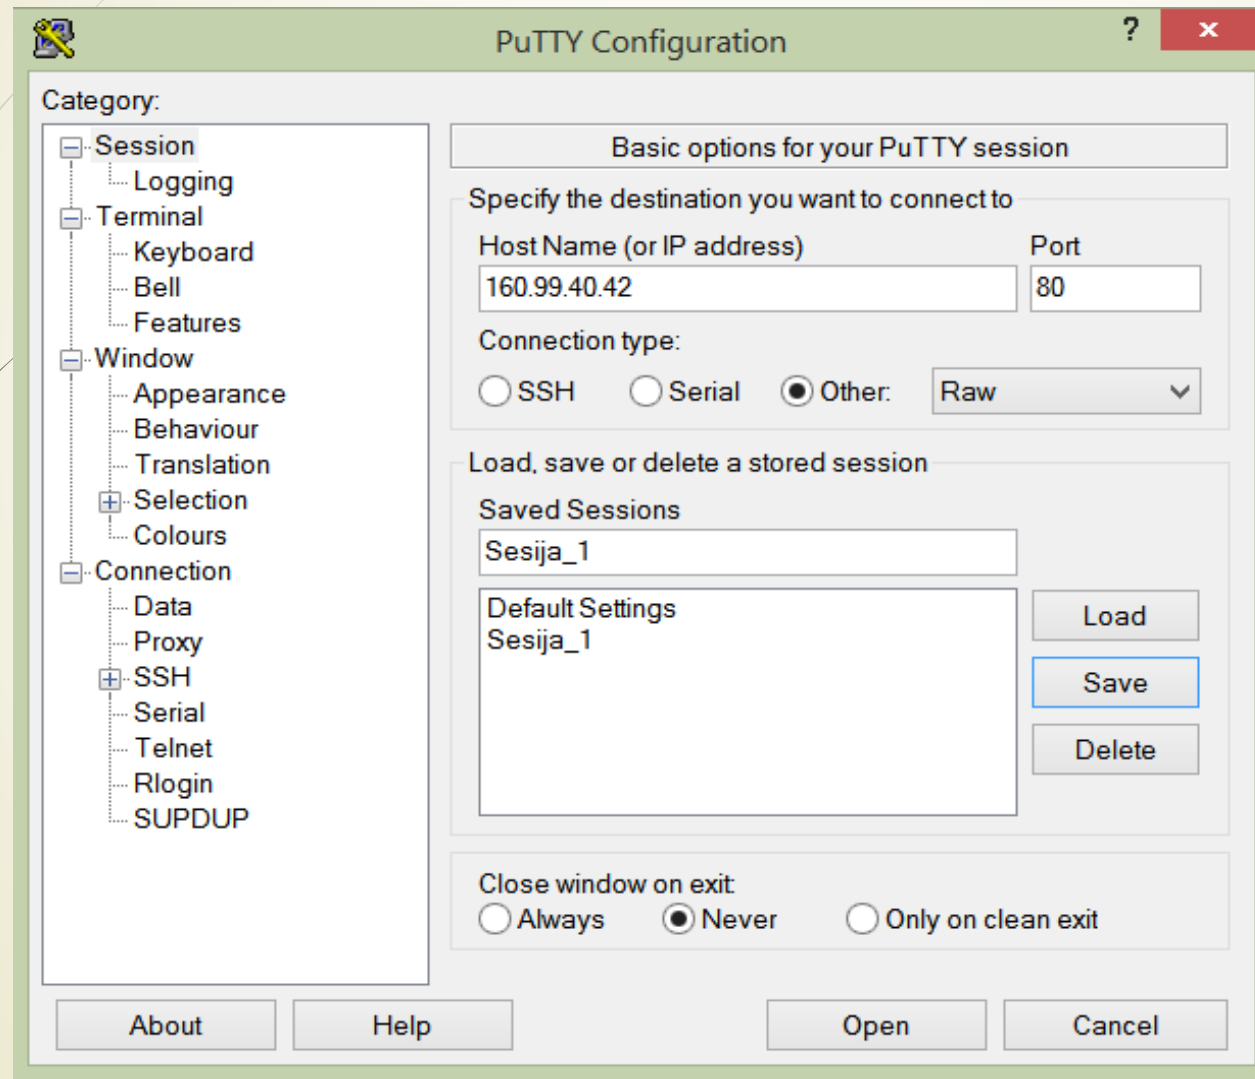 PuTTY Configuration
?
x
Category:
Session
Logging
Terminal
Keyboard
Bell
Features
Window
Appearance
Behaviour
Translation
Selection
Colours
Connection
Data
Proxy
SSH
Serial
Telnet
Rlogin
SUPDUP
Basic options for your PuTTY session
Specify the destination you want to connect to
Host Name (or IP address) Port
160.99.40.42 80
Connection type:
SSH Serial Other: Raw
Load, save or delete a stored session
Saved Sessions
Sesija_1
Default Settings
Sesija_1
Load
Save
Delete
Close window on exit:
Always Never Only on clean exit
About Help Open Cancel